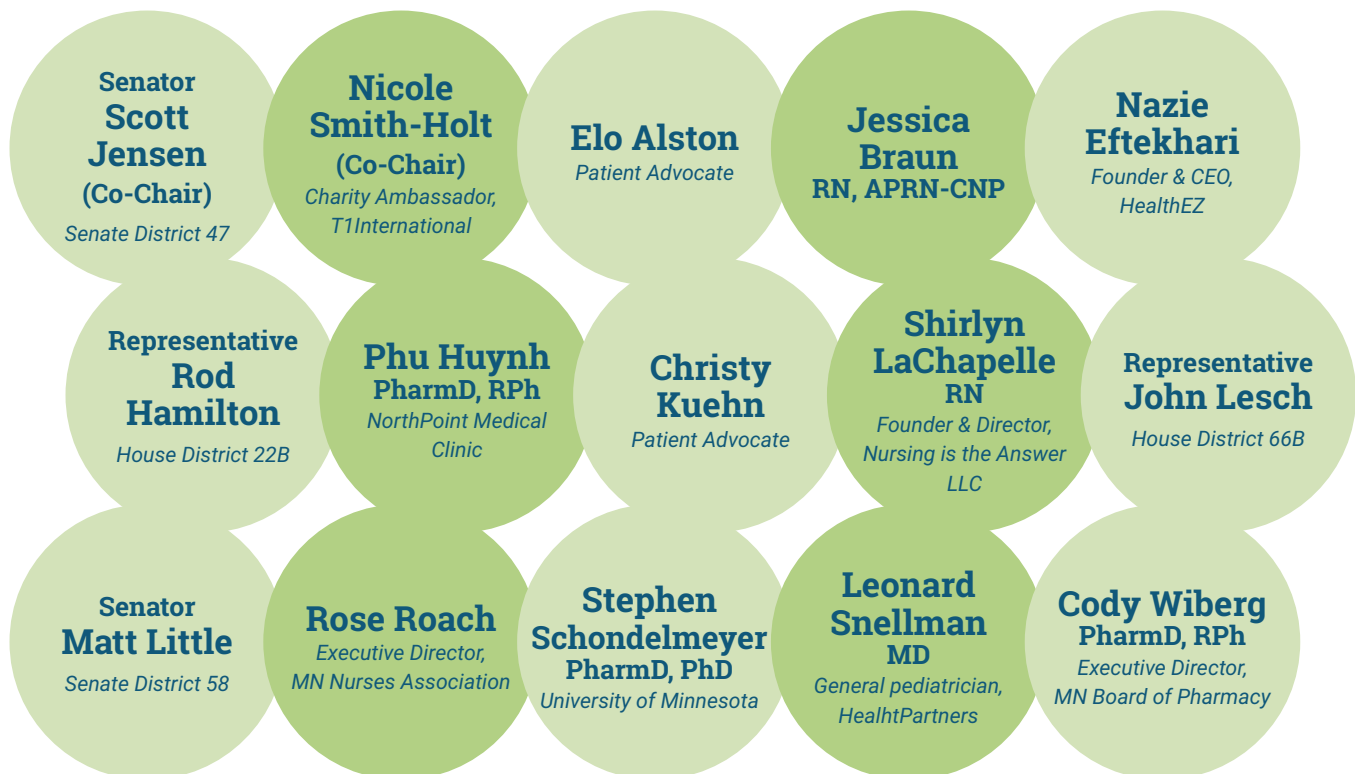 Senator
Scott
Jensen
(Co-Chair)
Senate District 47
Nicole
Smith-Holt
(Co-Chair)
Charity Ambassador,
T1International
Elo Alston
Patient Advocate
Jessica
Braun
RN, APRN-CNP
Nazie
Eftekhari
Founder & CEO,
HealthEZ
Representative
Rod
Hamilton
House District 22B
Phu Huynh
PharmD, RPh
NorthPoint Medical
Clinic
Christy
Kuehn
Patient Advocate
Shirlyn
LaChapelle
RN
Founder & Director,
Nursing is the Answer
LLC
Representative
John Lesch
House District 66B
Senator
Matt Little
Senate District 58
Rose Roach
Executive Director,
MN Nurses Association
Stephen
Schondelmeyer
PharmD, PhD
University of Minnesota
Leonard
Snellman
MD
General pediatrician,
HealhtPartners
Cody Wiberg
PharmD, RPh
Executive Director,
MN Board of Pharmacy